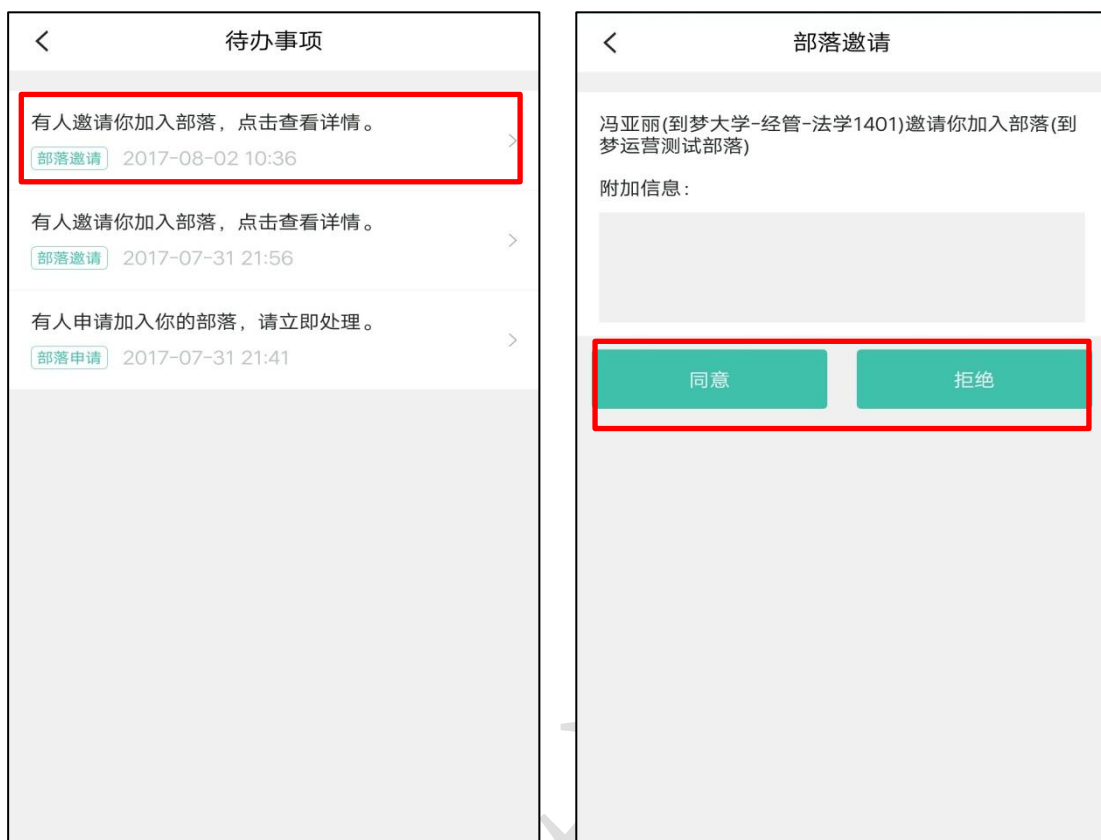 待办事项
有人邀请你加入部落，点击查看详情。
部落邀请 2017-08-02 10:36
有人邀请你加入部落，点击查看详情。
部落邀请 2017-07-31 21:56
有人申请加入你的部落，请立即处理。
部落申请 2017-07-31 21:41
部落邀请
冯亚丽(到梦大学-经管-法学1401)邀请你加入部落(到
梦运营测试部落)
附加信息：
同意 拒绝